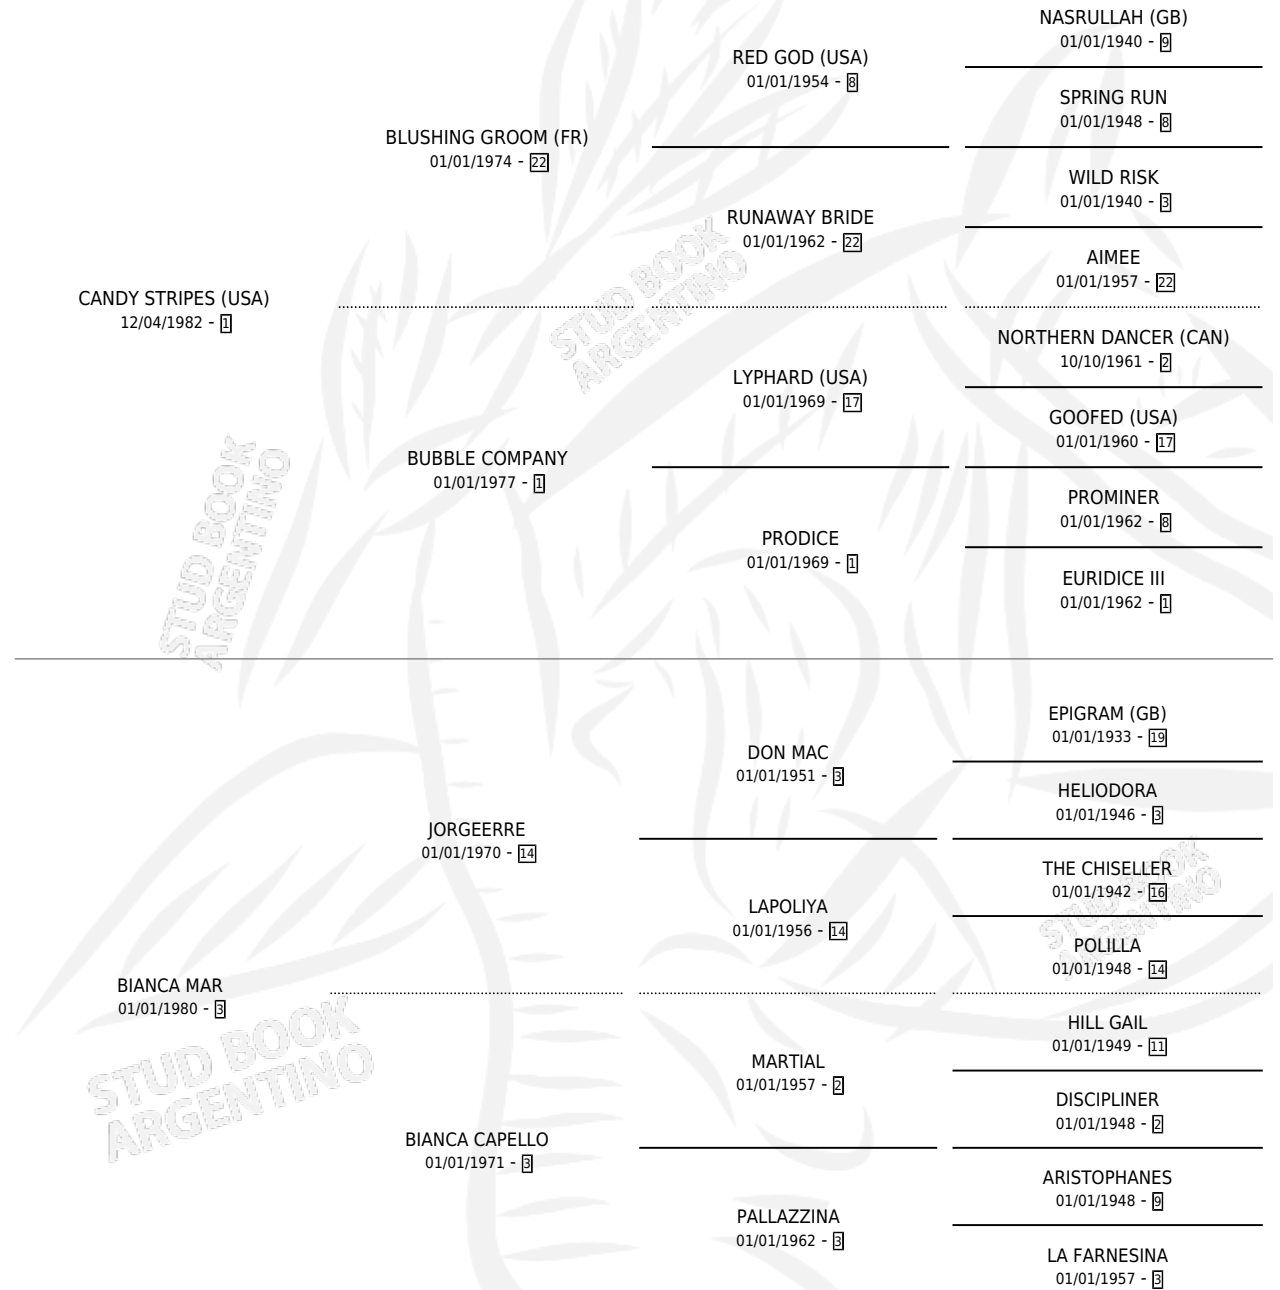 NASRULLAH (GB)
01/01/1940 - 9
RED GOD (USA)
01/01/1954 - 8
SPRING RUN
01/01/1948 - 8
BLUSHING GROOM (FR)
01/01/1974 - 22
WILD RISK
01/01/1940 - 3
RUNAWAY BRIDE
01/01/1962 - 22
AIMEE
01/01/1957 - 22
CANDY STRIPES (USA)
12/04/1982 - 1
NORTHERN DANCER (CAN)
10/10/1961 - 2
LYPHARD (USA)
01/01/1969 - 17
GOOFED (USA)
01/01/1960 - 17
BUBBLE COMPANY
01/01/1977 - 1
PROMINER
01/01/1962 - 8
PRODICE
01/01/1969 - 1
EURIDICE III
01/01/1962 - 1
EPIGRAM (GB)
01/01/1933 - 19
DON MAC
01/01/1951 - 3
HELIODORA
01/01/1946 - 3
JORGEERRE
01/01/1970 - 14
THE CHISELLER
01/01/1942 - 16
LAPOLIYA
01/01/1956 - 14
POLILLA
01/01/1948 - 14
BIANCA MAR
01/01/1980 - 3
HILL GAIL
01/01/1949 - 11
MARTIAL
01/01/1957 - 2
DISCIPLINER
01/01/1948 - 2
BIANCA CAPELLO
01/01/1971 - 3
ARISTOPHANES
01/01/1948 - 9
PALLAZZINA
01/01/1962 - 3
LA FARNESINA
01/01/1957 - 3
STUD BOOK
ARGENTINO
STUD BOOK
ARGENTINO
STUD BOOK
ARGENTINO
STUD BOOK
ARGENTINO